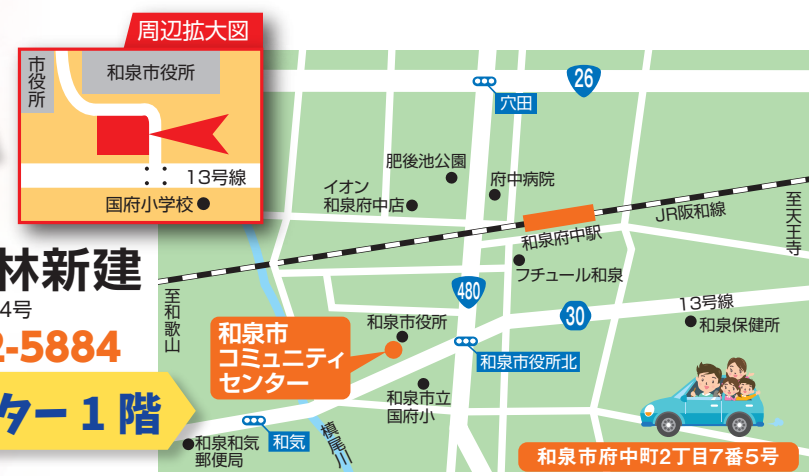 周辺拡大図
市役所
和泉市役所
13号線
国府小学校
26
穴田
肥後池公園
府中病院
イオン
和泉府中店
和泉府中駅
JR阪和線
至天王寺
フチュール和泉
林新建
4号
2-5884
ター1階
至和歌山
480
30
13号線
和泉保健所
和泉市役所
和泉市
コミュニティ
センター
和泉市役所北
和泉市立
国府小
和気
槙尾川
和泉和気
郵便局
和泉市府中町2丁目7番5号